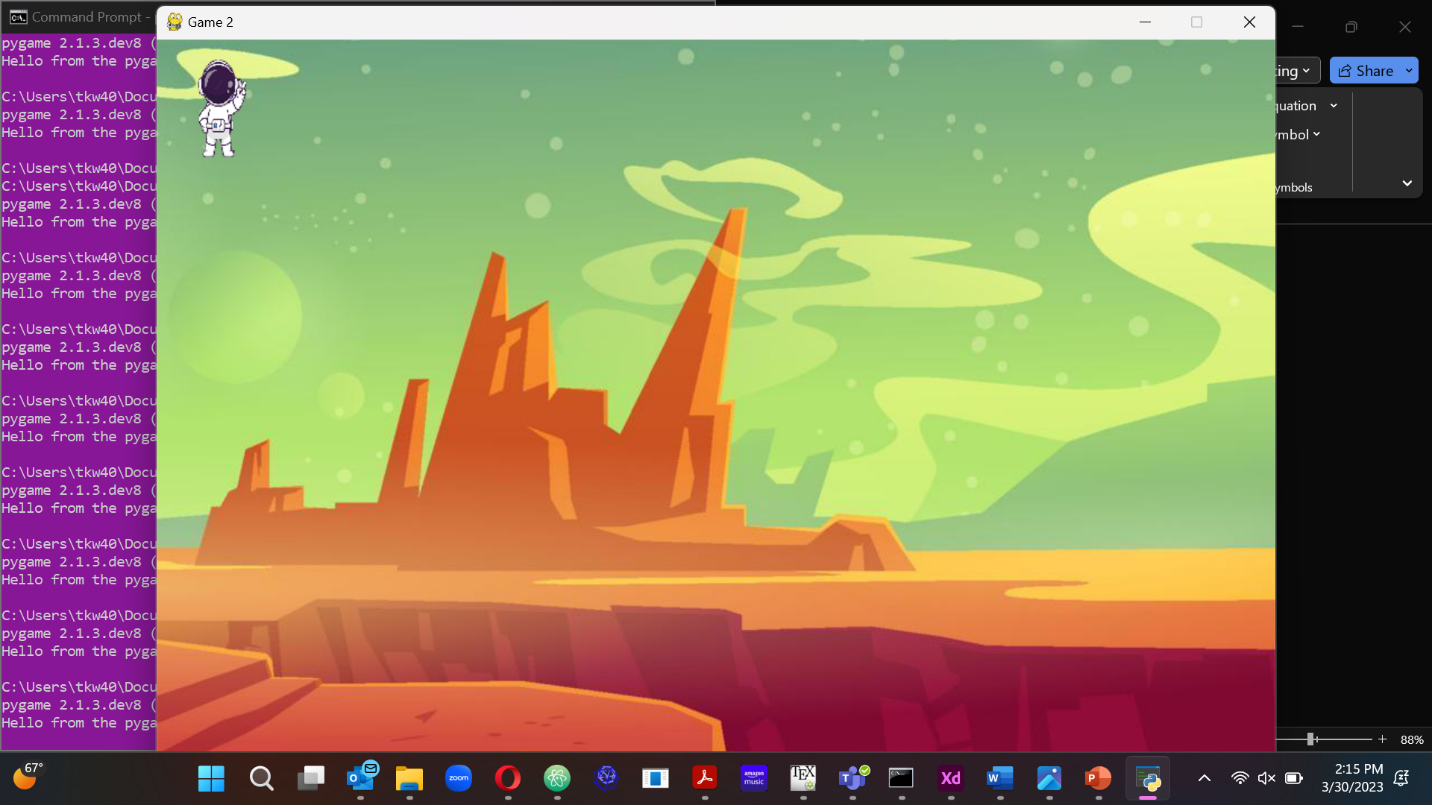 Command Prompt -
pygame 2.1.3.dev8 (
Hello from the pyga
C:\Users\tkw40\Docu
pygame 2.1.3.dev8 (
Hello from the pyga
C:\Users\tkw40\Docu
C:\Users\tkw40\Docu
pygame 2.1.3.dev8 (
Hello from the pyga
C:\Users\tkw40\Docu
pygame 2.1.3.dev8 (
Hello from the pyga
C:\Users\tkw40\Docu
pygame 2.1.3.dev8 (
Hello from the pyga
C:\Users\tkw40\Docu
pygame 2.1.3.dev8 (
Hello from the pyga
C:\Users\tkw40\Docu
pygame 2.1.3.dev8 (
Hello from the pyga
C:\Users\tkw40\Docu
pygame 2.1.3.dev8 (
Hello from the pyga
C:\Users\tkw40\Docu
pygame 2.1.3.dev8 (
Hello from the pyga
C:\Users\tkw40\Docu
pygame 2.1.3.dev8 (
Hello from the pyga
Game 2
ing
Share
quation
mbol
ymbols
88%
67°
zoom
amazon music
TEX
Xd
W
P
2:15 PM
3/30/2023